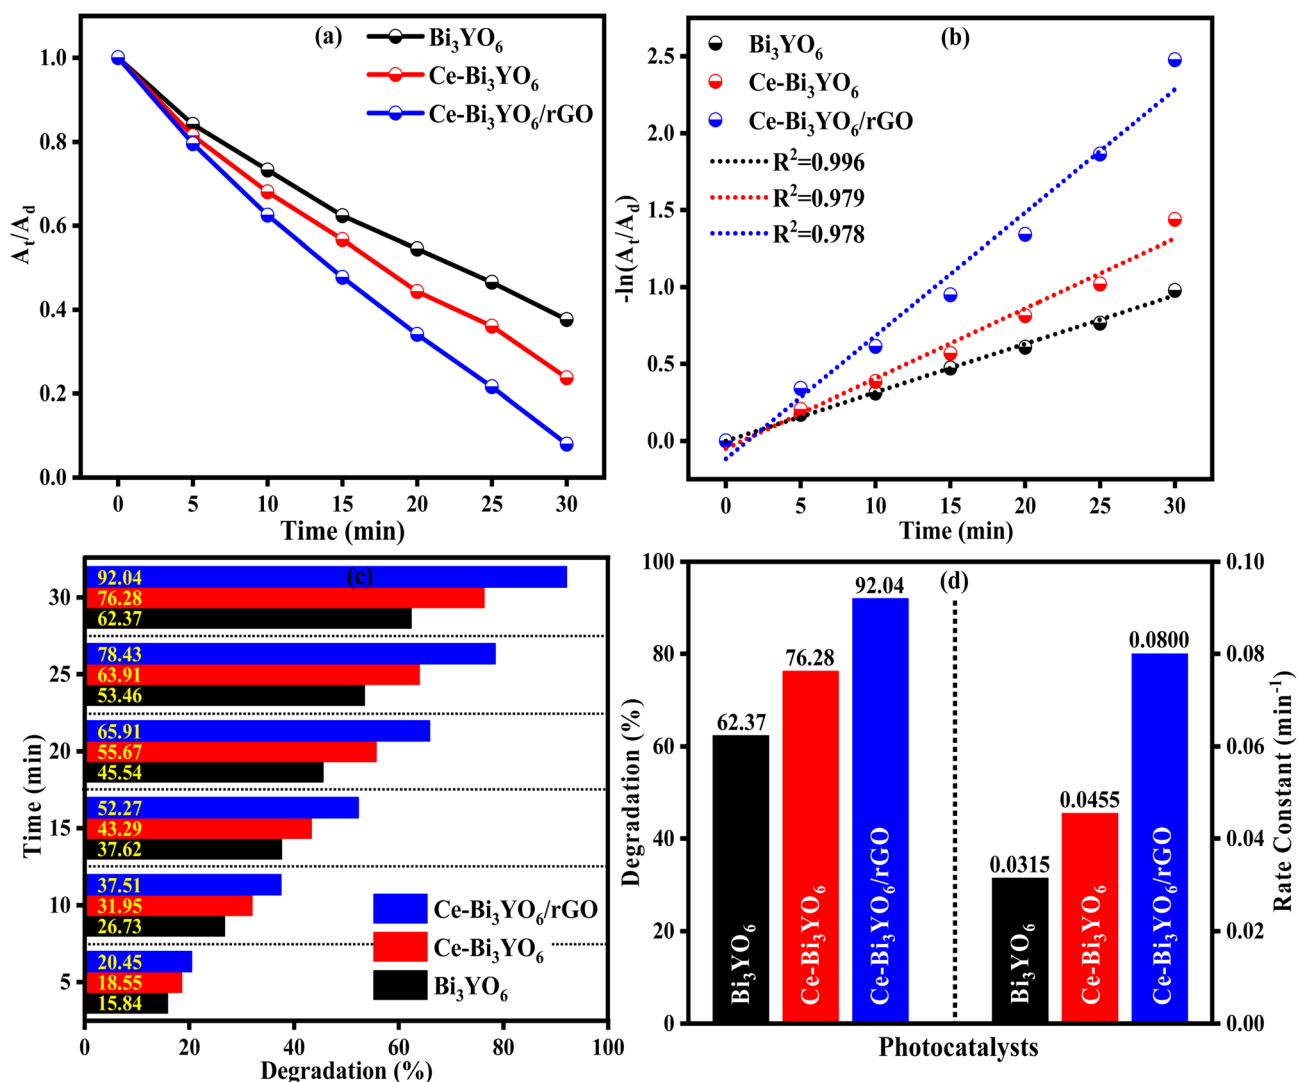 (a)
Bi₃YO₆
Ce-Bi₃YO₆
Ce-Bi₃YO₆/rGO
1.0
0.8
0.6
0.4
0.2
0.0
Aₜ/A_d
0 5 10 15 20 25 30
Time (min)
(b)
Bi₃YO₆
Ce-Bi₃YO₆
Ce-Bi₃YO₆/rGO
R²=0.996
R²=0.979
R²=0.978
2.5
2.0
1.5
1.0
0.5
0.0
-ln(Aₜ/A_d)
0 5 10 15 20 25 30
Time (min)
(c)
30
92.04
76.28
62.37
25
78.43
63.91
53.46
20
65.91
55.67
45.54
15
52.27
43.29
37.62
10
37.51
31.95
26.73
5
20.45
18.55
15.84
Ce-Bi₃YO₆/rGO
Ce-Bi₃YO₆
Bi₃YO₆
Time (min)
0 20 40 60 80 100
Degradation (%)
(d)
100
80
60
40
20
0
Degradation (%)
62.37
76.28
92.04
0.0315
0.0455
0.0800
Bi₃YO₆
Ce-Bi₃YO₆
Ce-Bi₃YO₆/rGO
Bi₃YO₆
Ce-Bi₃YO₆
Ce-Bi₃YO₆/rGO
0.10
0.08
0.06
0.04
0.02
0.00
Rate Constant (min⁻¹)
Photocatalysts